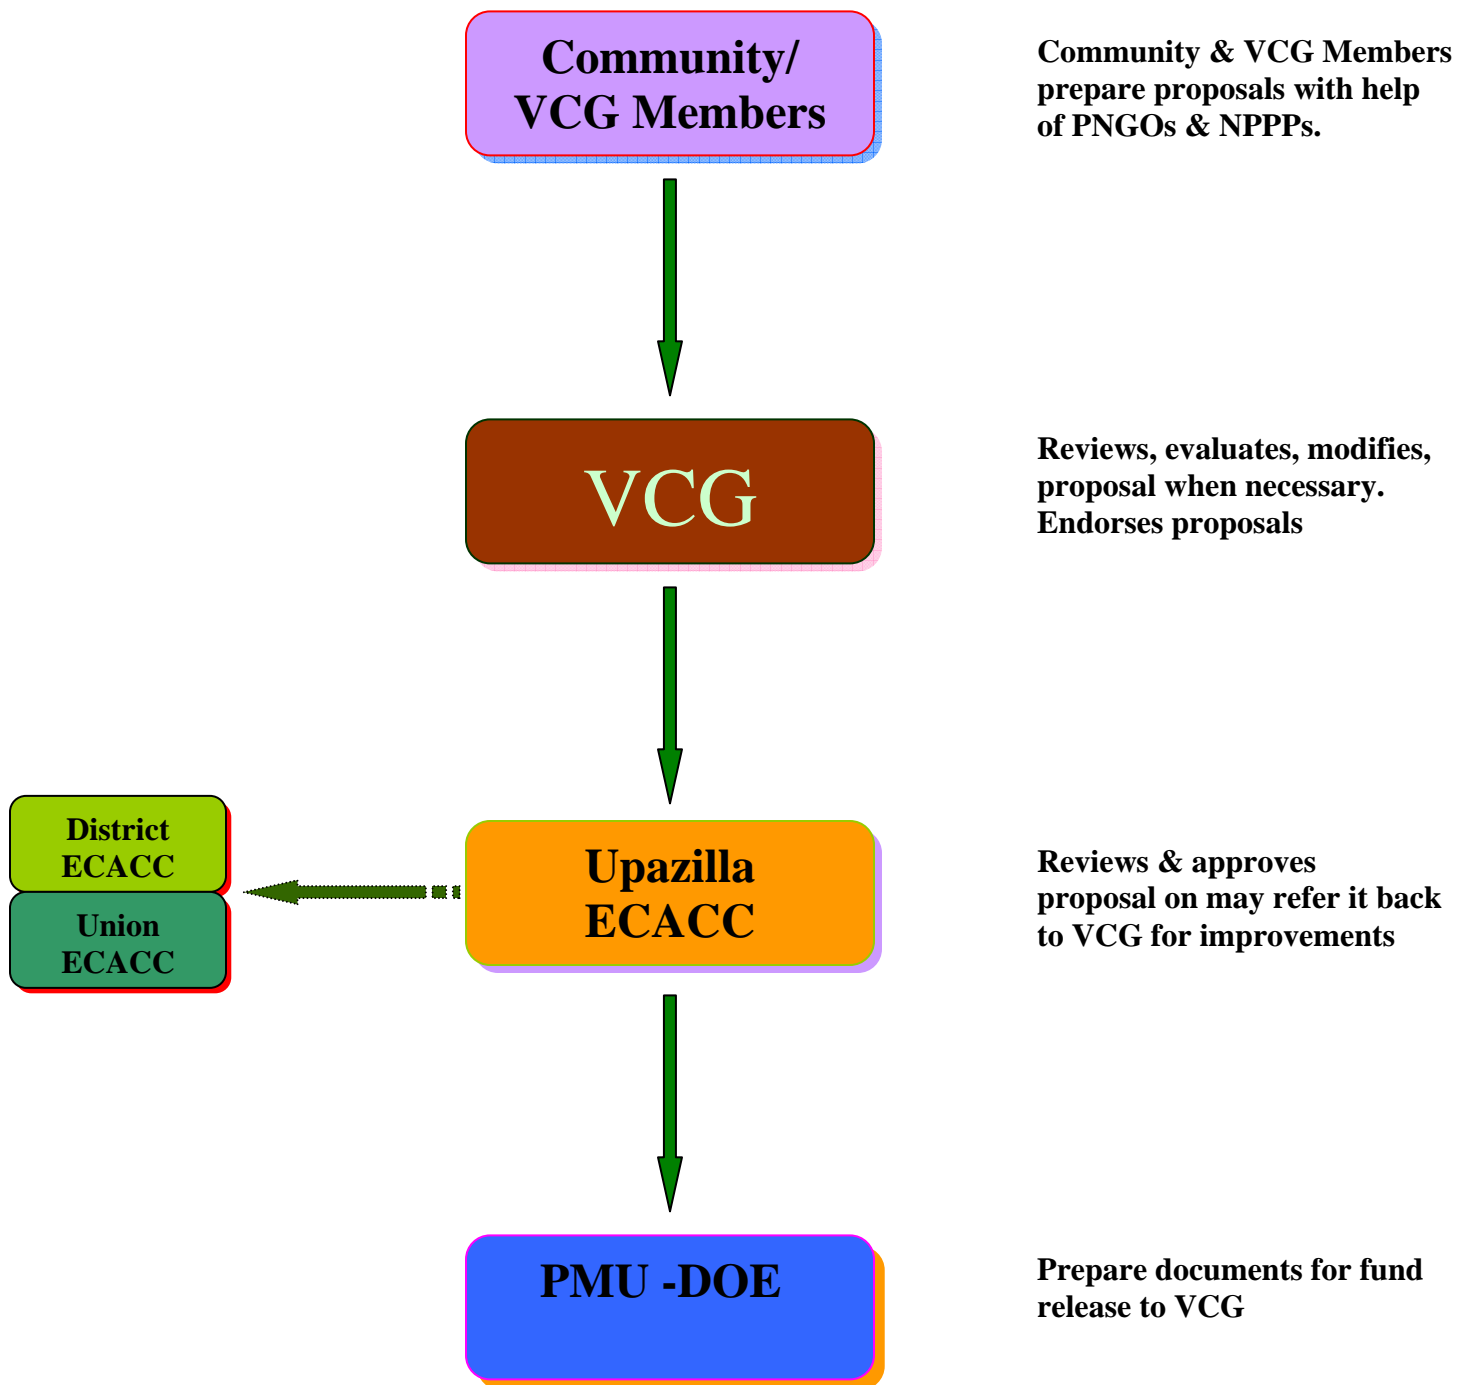 Community/
VCG Members
Community & VCG Members
prepare proposals with help
of PNGOs & NPPPs.
VCG
Reviews, evaluates, modifies,
proposal when necessary.
Endorses proposals
District
ECACC
Union
ECACC
Upazilla
ECACC
Reviews & approves
proposal on may refer it back
to VCG for improvements
PMU -DOE
Prepare documents for fund
release to VCG